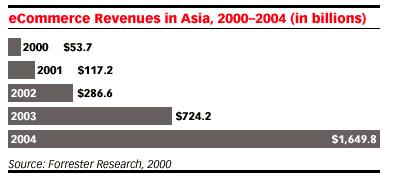 eCommerce Revenues in Asia, 2000–2004 (in billions)
2000 $53.7
2001 $117.2
2002 $286.6
2003 $724.2
2004 $1,649.8
Source: Forrester Research, 2000